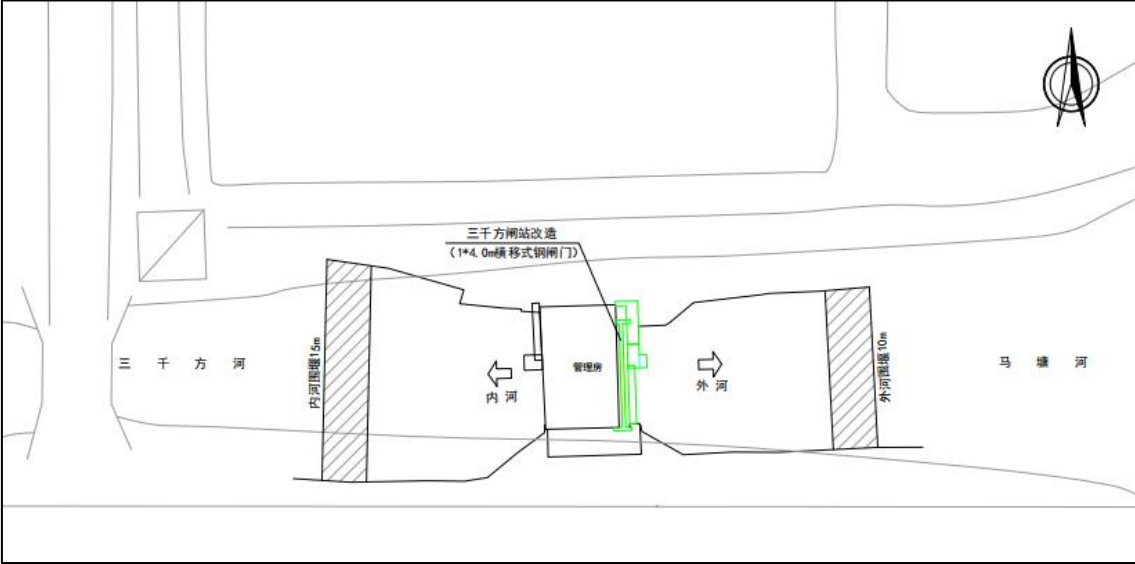 三千方闸站改造
(1*4.0m横移式钢闸门)
三千方河
内河围堰15m
管理房
内河
外河
外河围堰10m
马塘河